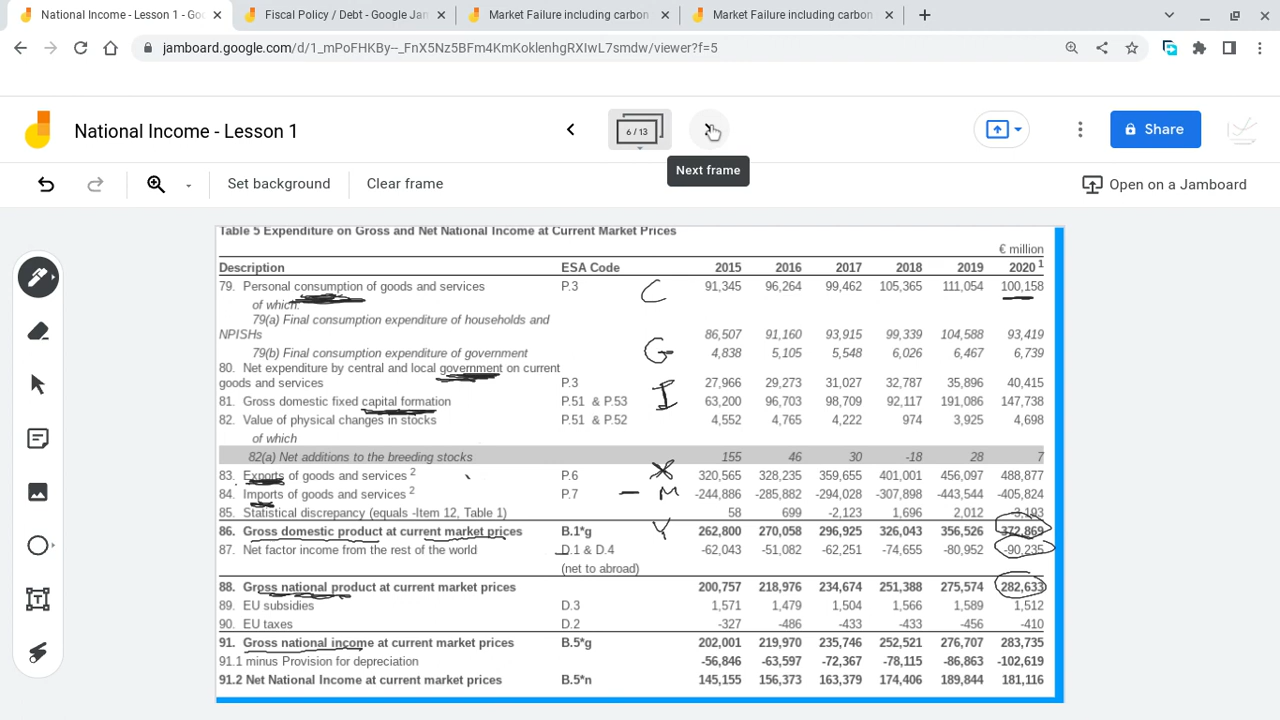 National Income - Lesson 1 - Goo
Fiscal Policy / Debt - Google Jam
Market Failure including carbon
Market Failure including carbon
jamboard.google.com/d/1_mPoFHKBy--_FnX5Nz5BFm4KmKoklenhgRXIwL7smdw/viewer?f=5
National Income - Lesson 1
6 / 13
Share
Next frame
Set background
Clear frame
Open on a Jamboard
Table 5 Expenditure on Gross and Net National Income at Current Market Prices
€ million
Description ESA Code 2015 2016 2017 2018 2019 2020 1
79. Personal consumption of goods and services P.3 C 91,345 96,264 99,462 105,365 111,054 100,158
of which:
79(a) Final consumption expenditure of households and
NPISHs 86,507 91,160 93,915 99,339 104,588 93,419
79(b) Final consumption expenditure of government G 4,838 5,105 5,548 6,026 6,467 6,739
80. Net expenditure by central and local government on current
goods and services P.3 27,966 29,273 31,027 32,787 35,896 40,415
81. Gross domestic fixed capital formation P.51 & P.53 I 63,200 96,703 98,709 92,117 191,086 147,738
82. Value of physical changes in stocks P.51 & P.52 4,552 4,765 4,222 974 3,925 4,698
of which
82(a) Net additions to the breeding stocks 155 46 30 -18 28 7
83. Exports of goods and services 2 P.6 X 320,565 328,235 359,655 401,001 456,097 488,877
84. Imports of goods and services 2 P.7 - M -244,886 -285,882 -294,028 -307,898 -443,544 -405,824
85. Statistical discrepancy (equals -Item 12, Table 1) 58 699 -2,123 1,696 2,012 -3,193
86. Gross domestic product at current market prices B.1*g Y 262,800 270,058 296,925 326,043 356,526 372,869
87. Net factor income from the rest of the world D.1 & D.4 -62,043 -51,082 -62,251 -74,655 -80,952 -90,235
(net to abroad)
88. Gross national product at current market prices 200,757 218,976 234,674 251,388 275,574 282,633
89. EU subsidies D.3 1,571 1,479 1,504 1,566 1,589 1,512
90. EU taxes D.2 -327 -486 -433 -433 -456 -410
91. Gross national income at current market prices B.5*g 202,001 219,970 235,746 252,521 276,707 283,735
91.1 minus Provision for depreciation -56,846 -63,597 -72,367 -78,115 -86,863 -102,619
91.2 Net National Income at current market prices B.5*n 145,155 156,373 163,379 174,406 189,844 181,116